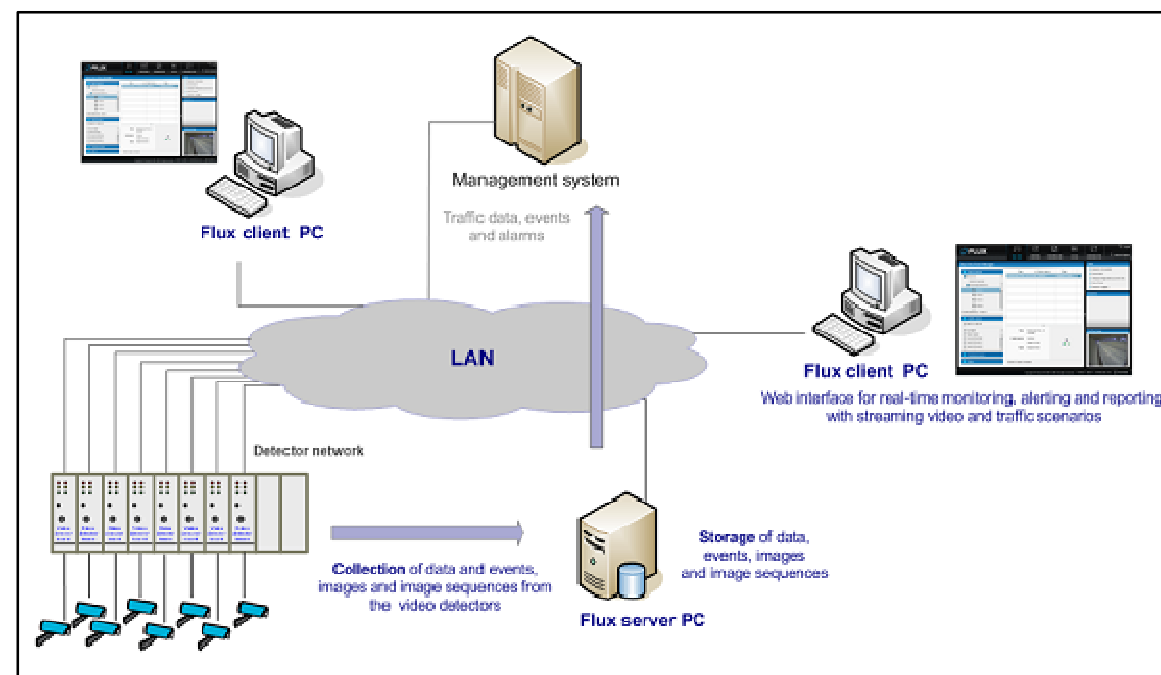 FLUX
Management system
Traffic data, events
and alarms
Flux client PC
FLUX
LAN
Flux client PC
Web interface for real-time monitoring, alerting and reporting
with streaming video and traffic scenarios
Detector network
Collection of data and events,
images and image sequences from
the video detectors
Storage of data,
events, images
and image sequences
Flux server PC